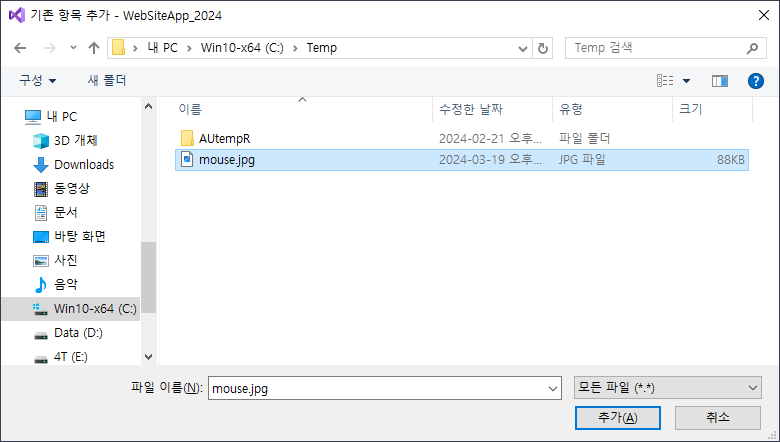 기존 항목 추가 - WebSiteApp_2024
내 PC > Win10-x64 (C:) > Temp
Temp 검색
구성
새 폴더
이름 수정한 날짜 유형 크기
AUtempR 2024-02-21 오후... 파일 폴더
mouse.jpg 2024-03-19 오후... JPG 파일 88KB
내 PC
3D 개체
Downloads
동영상
문서
바탕 화면
사진
음악
Win10-x64 (C:)
Data (D:)
4T (E:)
파일 이름(N): mouse.jpg 모든 파일 (*.*)
추가(A) 취소